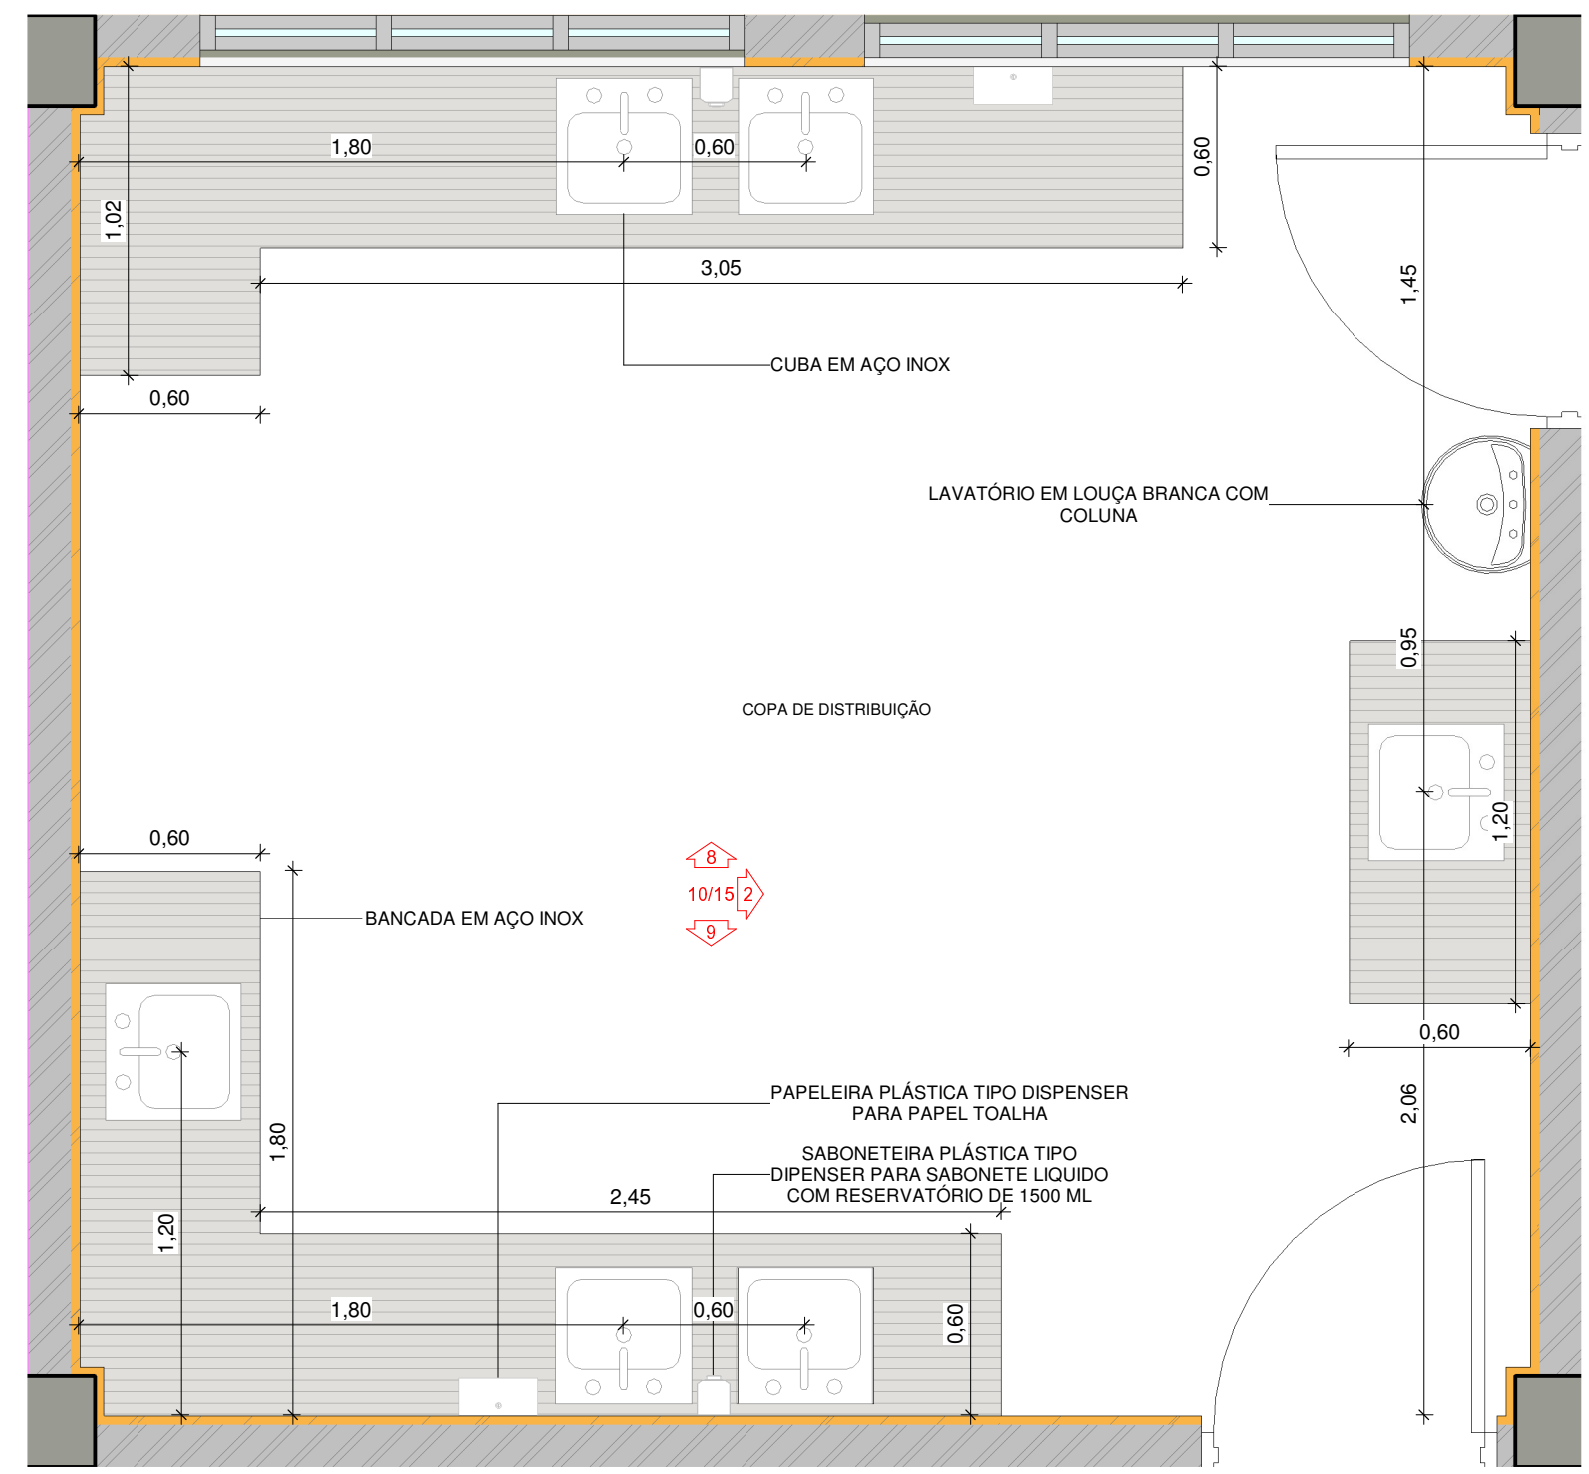 1,80
0,60
0,60
1,02
3,05
1,45
CUBA EM AÇO INOX
0,60
LAVATÓRIO EM LOUÇA BRANCA COM
COLUNA
0,95
COPA DE DISTRIBUIÇÃO
1,20
0,60
8
10/15 2
9
BANCADA EM AÇO INOX
0,60
PAPELEIRA PLÁSTICA TIPO DISPENSER
PARA PAPEL TOALHA
2,06
1,80
SABONETEIRA PLÁSTICA TIPO
DIPENSER PARA SABONETE LIQUIDO
COM RESERVATÓRIO DE 1500 ML
2,45
1,20
1,80
0,60
0,60